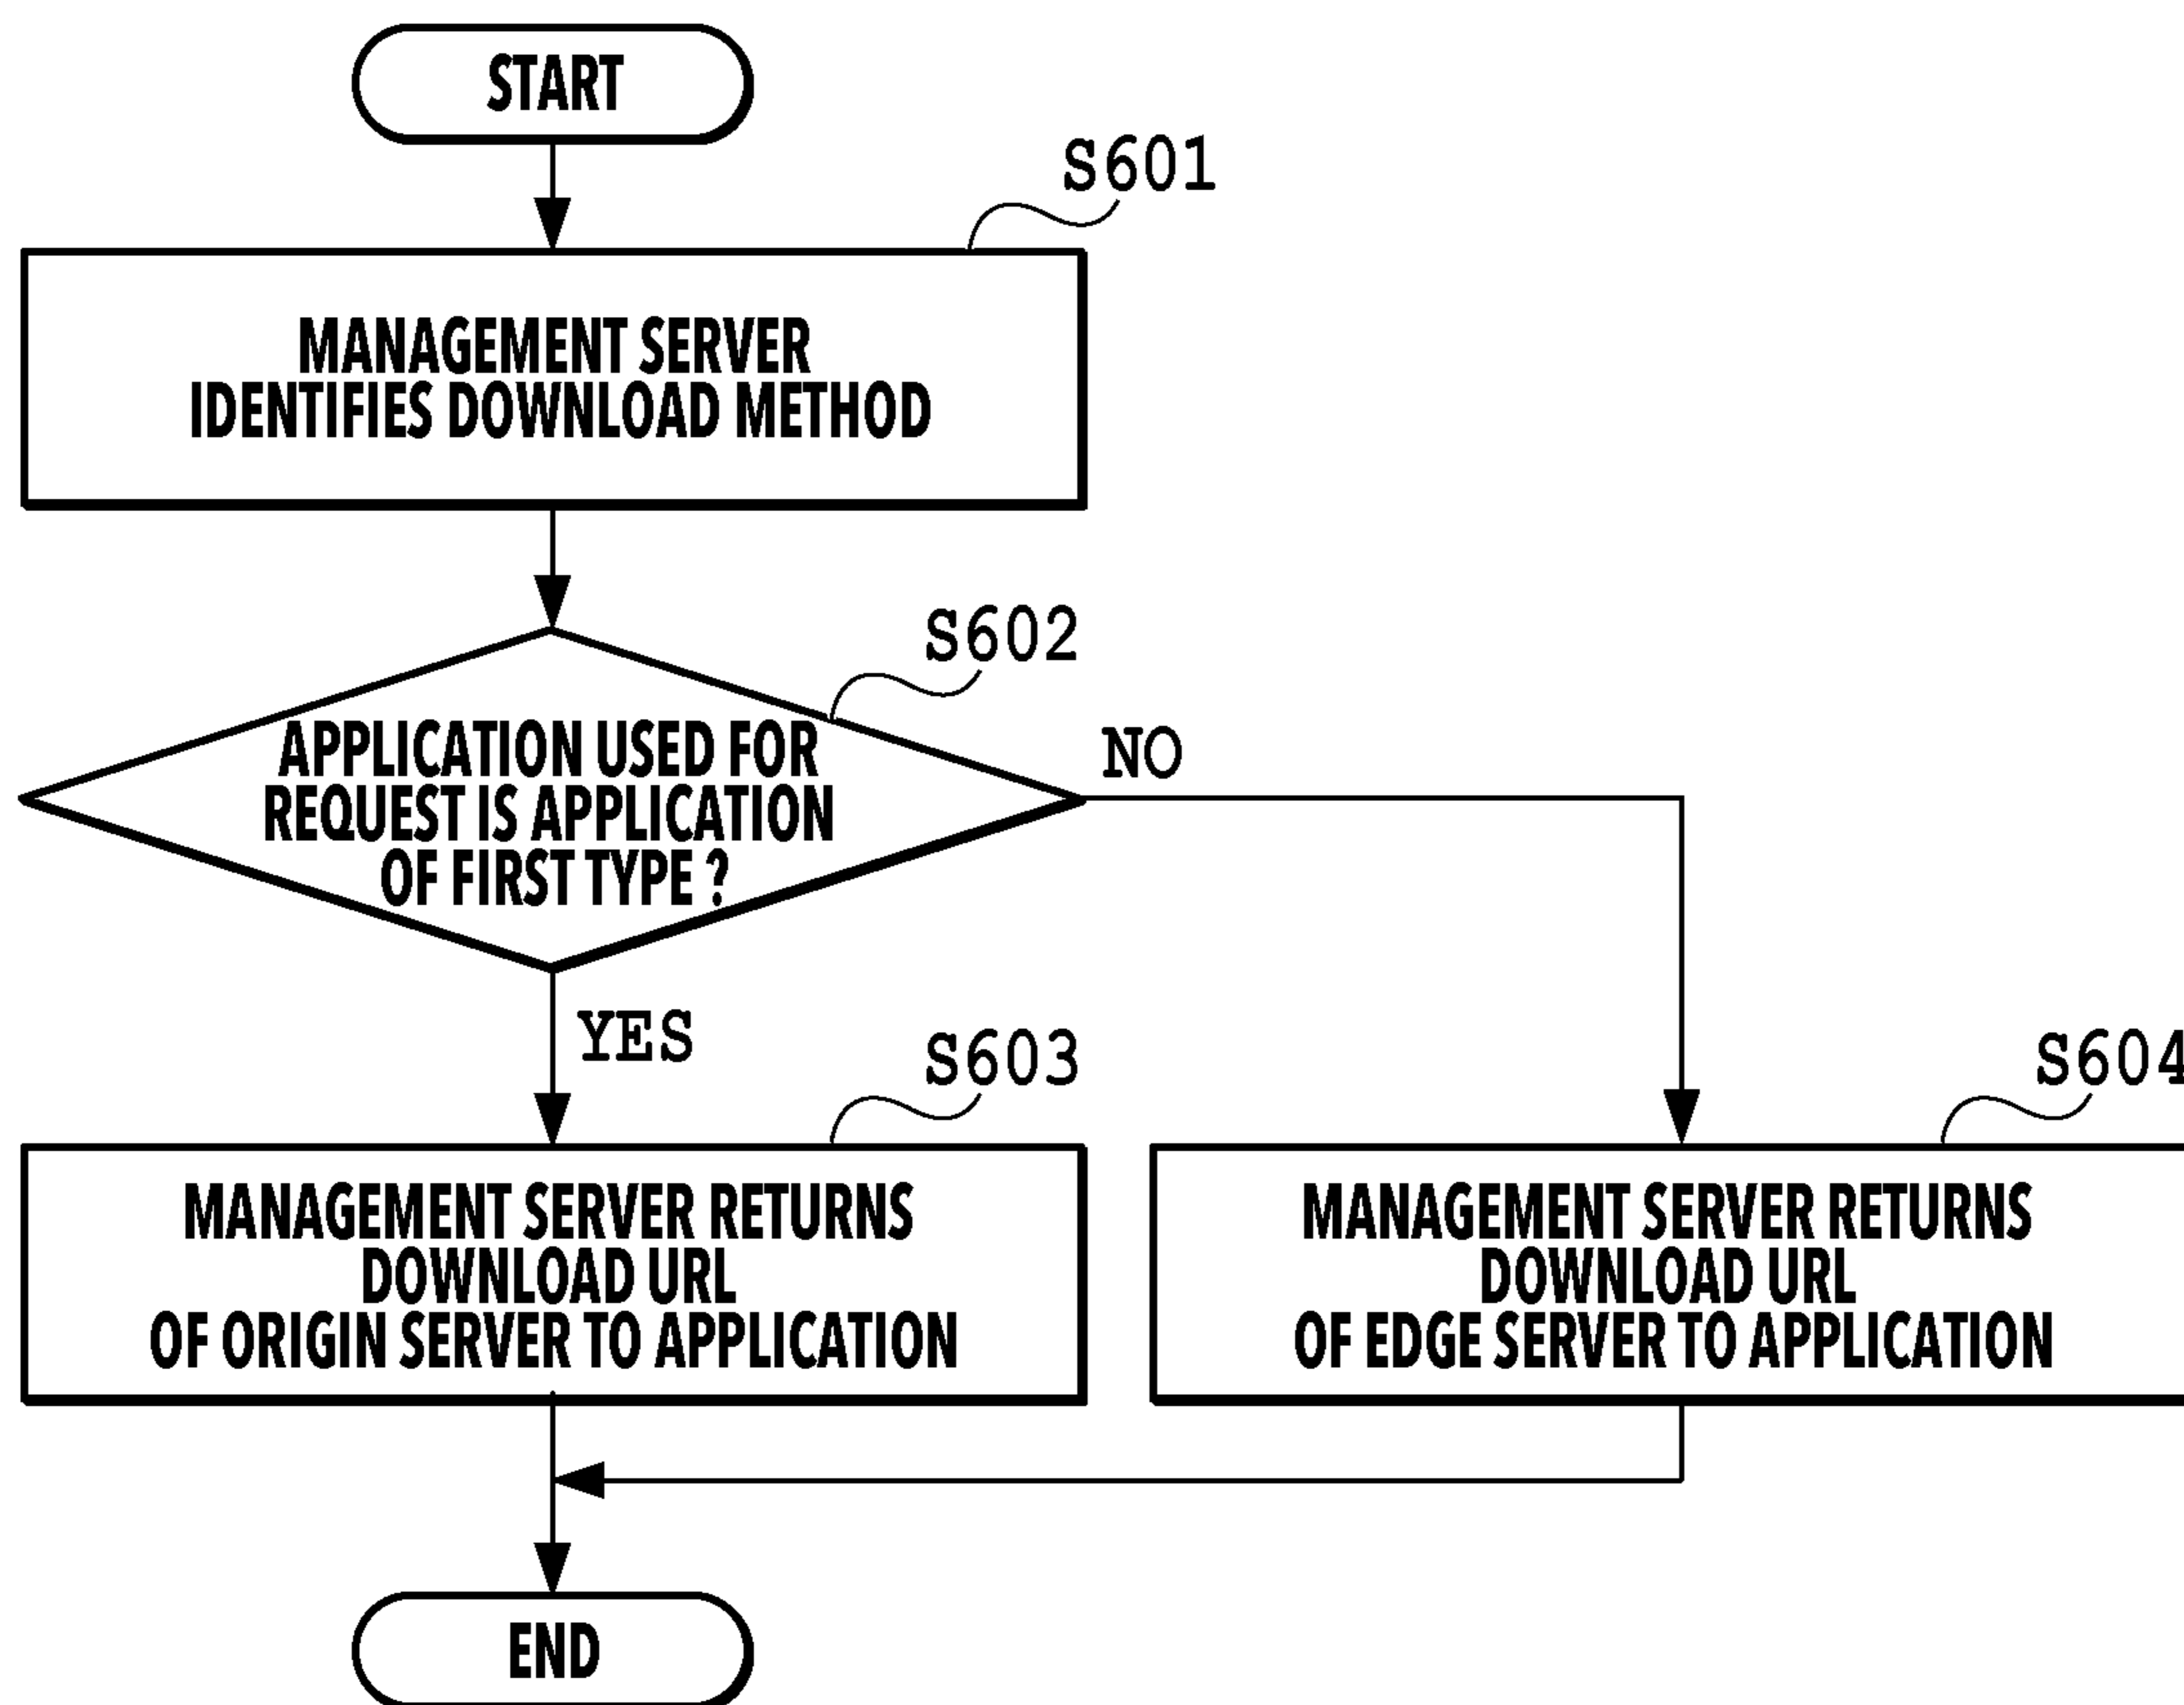 START
S601
MANAGEMENT SERVER
IDENTIFIES DOWNLOAD METHOD
S602
APPLICATION USED FOR
REQUEST IS APPLICATION
OF FIRST TYPE ?
NO
YES
S603
MANAGEMENT SERVER RETURNS
DOWNLOAD URL
OF ORIGIN SERVER TO APPLICATION
S604
MANAGEMENT SERVER RETURNS
DOWNLOAD URL
OF EDGE SERVER TO APPLICATION
END